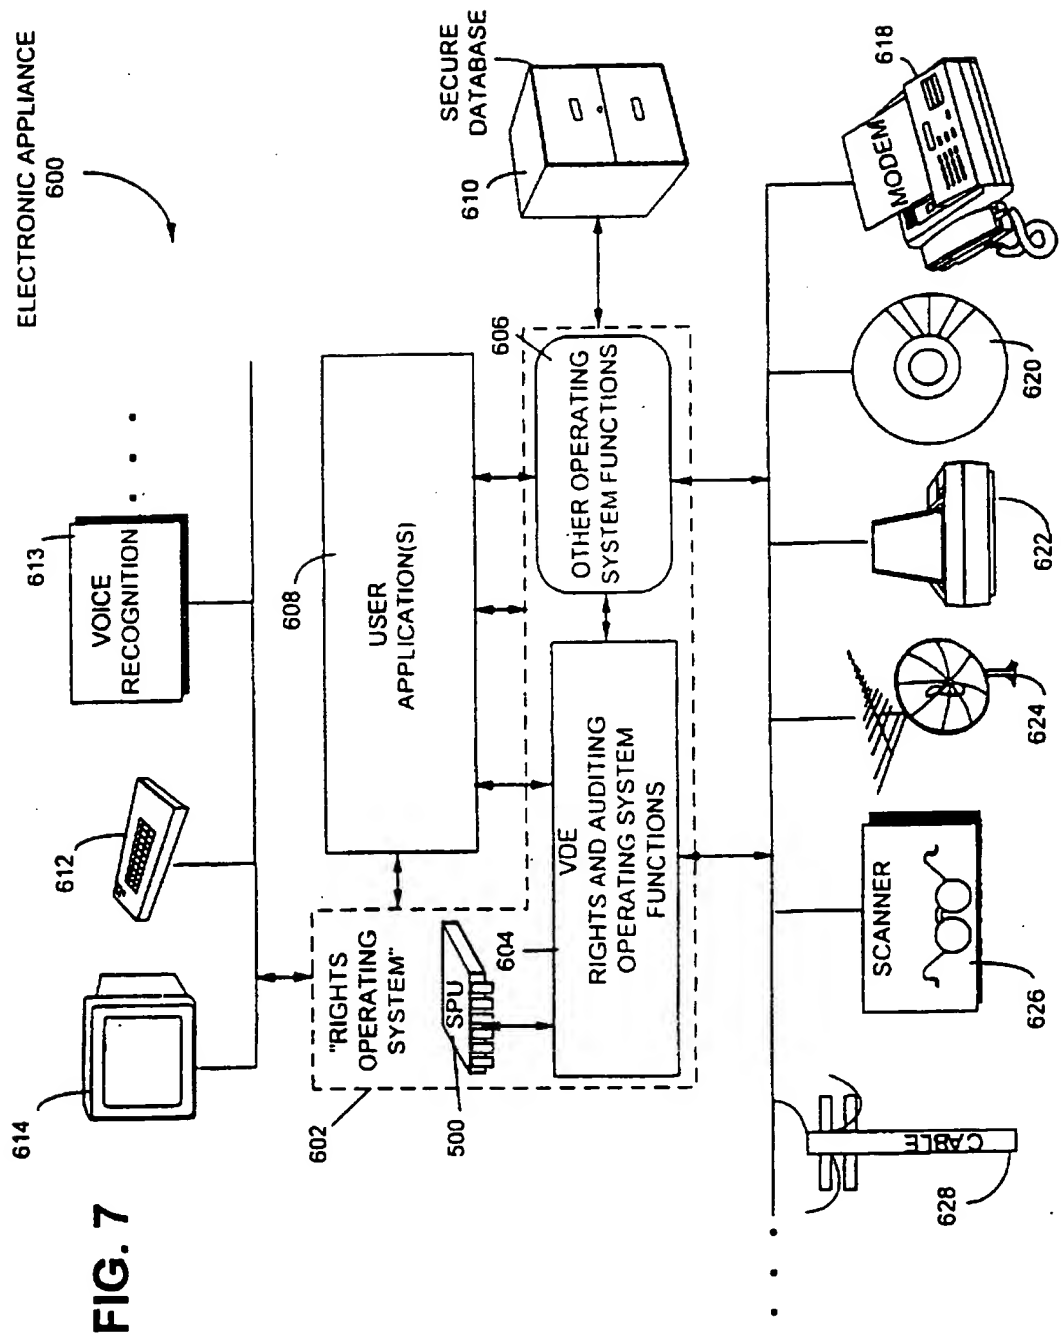 FIG. 7
ELECTRONIC APPLIANCE
600
614
612
613
VOICE
RECOGNITION
602
"RIGHTS
OPERATING
SYSTEM"
608
USER
APPLICATION(S)
500
SPU
604
VDE
RIGHTS AND AUDITING
OPERATING SYSTEM
FUNCTIONS
606
OTHER OPERATING
SYSTEM FUNCTIONS
610
SECURE
DATABASE
628
CABLE
626
SCANNER
624
622
620
618
MODEM